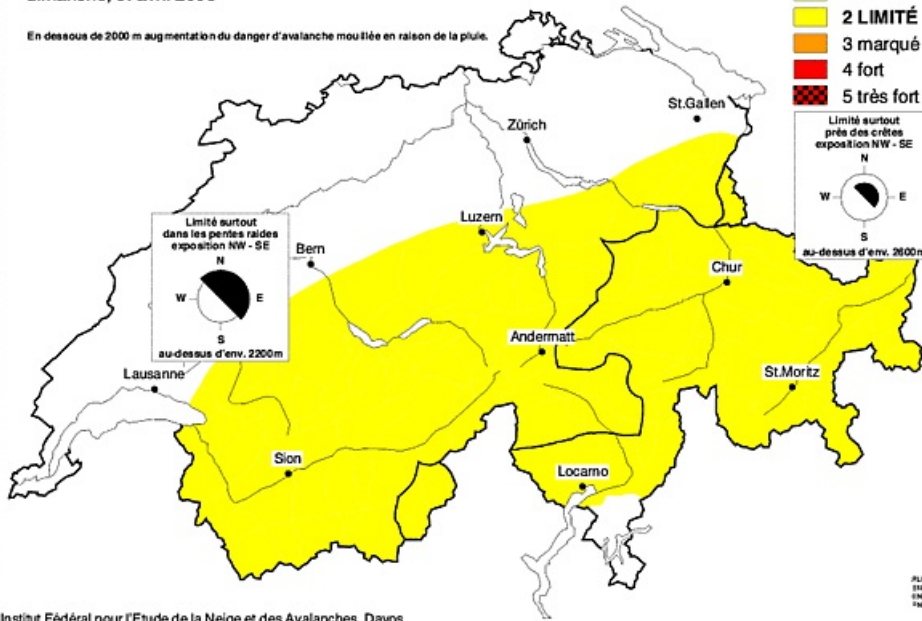 En dessous de 2000 m augmentation du danger d'avalanche mouillée en raison de la pluie.
2 LIMITÉ
3 marqué
4 fort
5 très fort
Limité surtout
près des crêtes
exposition NW - SE
N
W
E
S
au-dessus d'env. 2600m
St.Gallen
Zürich
Luzern
Limité surtout
dans les pentes raides
exposition NW - SE
N
W
E
S
au-dessus d'env. 2200m
Bern
Chur
Andermatt
Lausanne
St.Moritz
Sion
Locarno
Institut Fédéral pour l'Etude de la Neige et des Avalanches, Davos